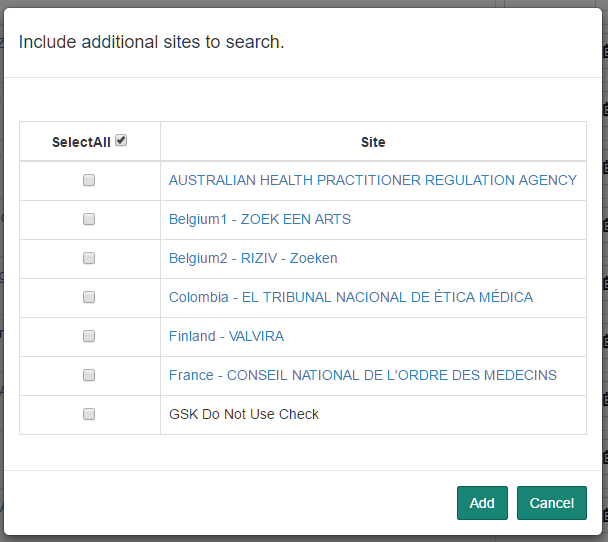 Include additional sites to search.
SelectAll Site
AUSTRALIAN HEALTH PRACTITIONER REGULATION AGENCY
Belgium1 - ZOEK EEN ARTS
Belgium2 - RIZIV - Zoeken
Colombia - EL TRIBUNAL NACIONAL DE ÉTICA MÉDICA
Finland - VALVIRA
France - CONSEIL NATIONAL DE L'ORDRE DES MEDECINS
GSK Do Not Use Check
Add Cancel